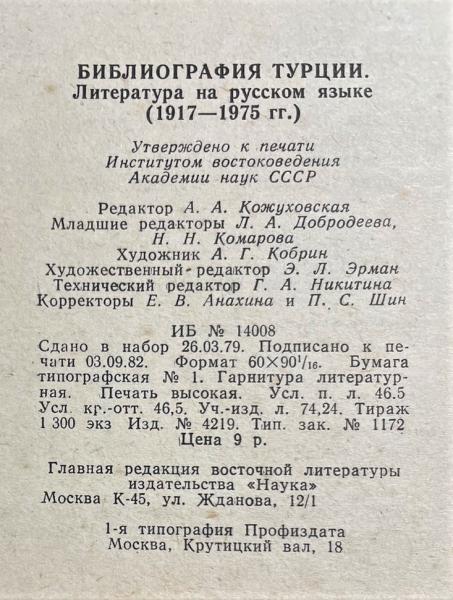 БИБЛИОГРАФИЯ ТУРЦИИ.
Литература на русском языке
(1917—1975 гг.)
Утверждено к печати
Институтом востоковедения
Академии наук СССР
Редактор А. А. Кожуховская
Младшие редакторы Л. А. Добродеева,
Н. Н. Комарова
Художник А. Г. Кобрин
Художественный редактор Э. Л. Эрман
Технический редактор Г. А. Никитина
Корректоры Е. В. Анахина и П. С. Шин
ИБ № 14008
Сдано в набор 26.03.79. Подписано к пе-
чати 03.09.82. Формат 60×90¹/₁₆. Бумага
типографская № 1. Гарнитура литератур-
ная. Печать высокая. Усл. п. л. 46.5
Усл. кр.-отт. 46,5. Уч.-изд. л. 74,24. Тираж
1 300 экз Изд. № 4219. Тип. зак. № 1172
Цена 9 р.
Главная редакция восточной литературы
издательства «Наука»
Москва К-45, ул. Жданова, 12/1
1-я типография Профиздата
Москва, Крутицкий вал, 18